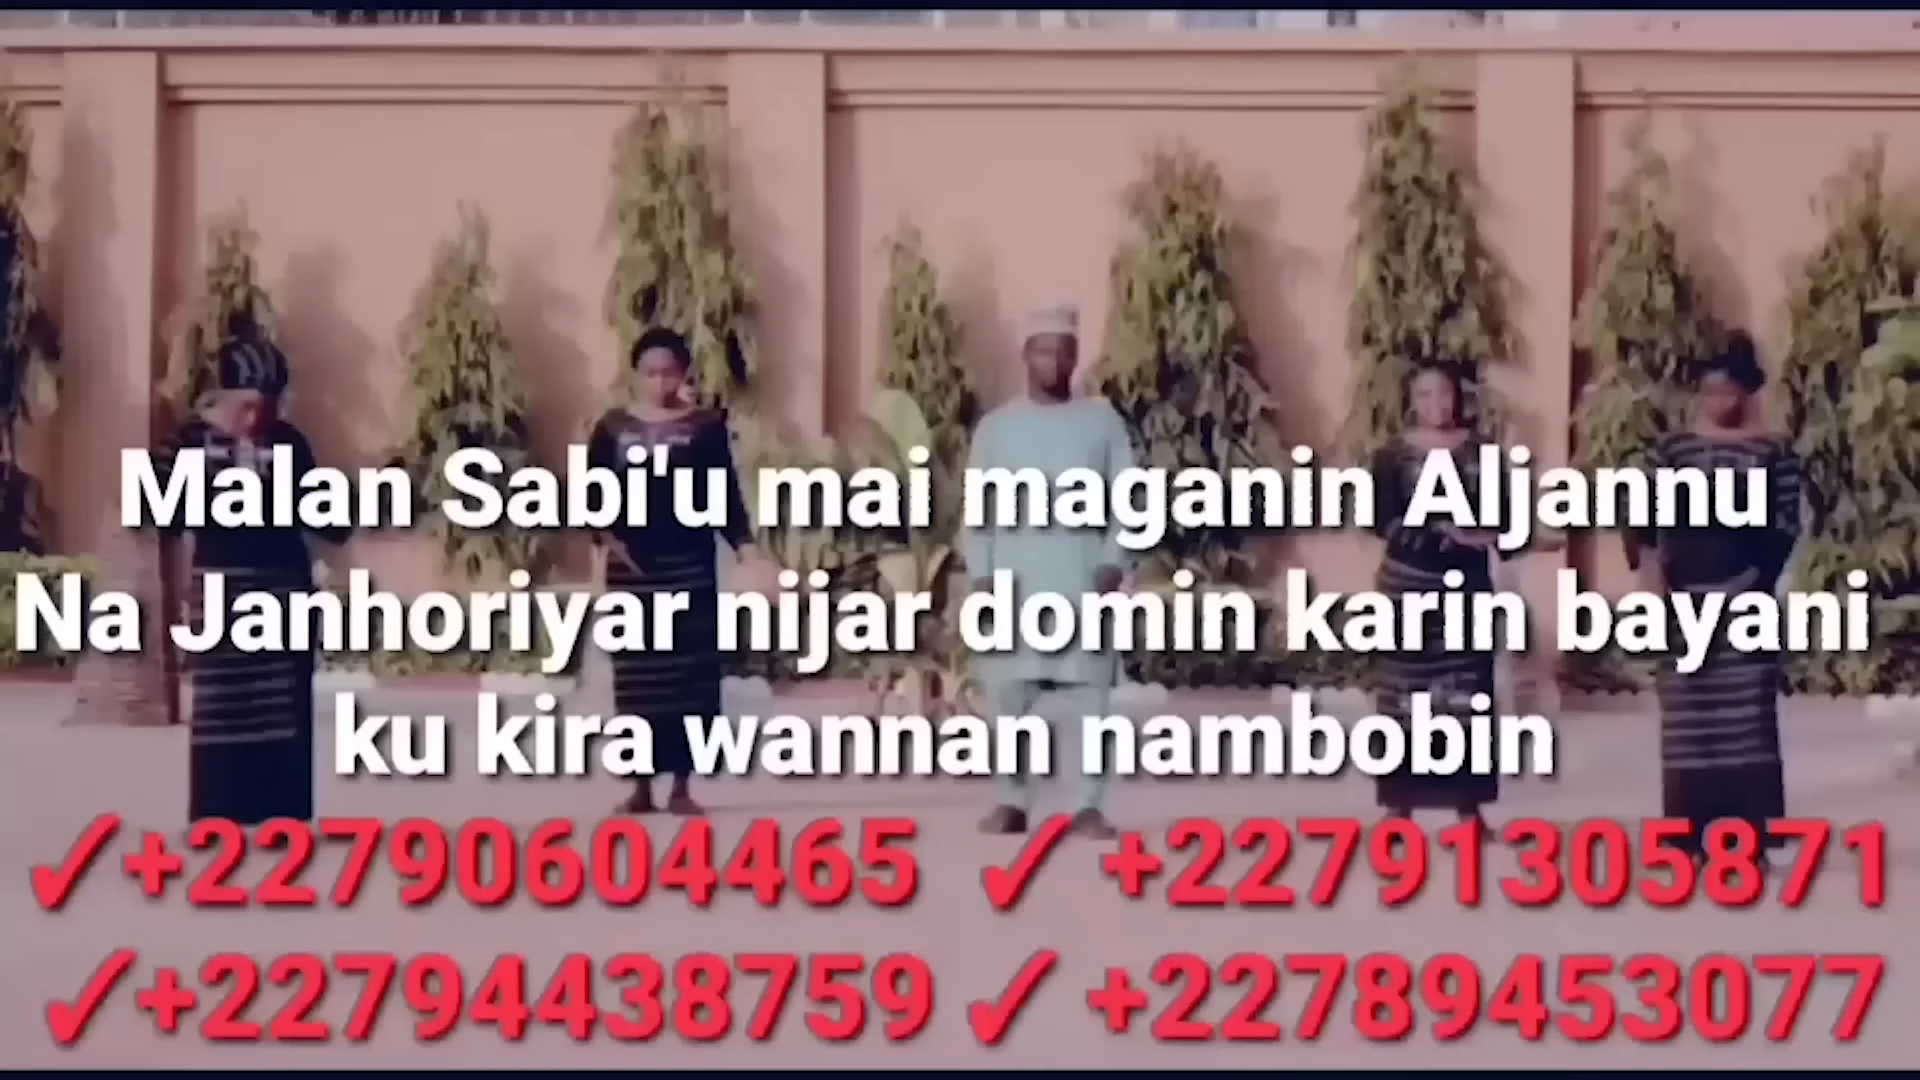 Malan Sabi'u mai maganin Aljannu
Na Janhoriyar nijar domin karin bayani
ku kira wannan nambobin
✓+22790604465 ✓+22791305871
✓+22794438759 ✓+22789453077